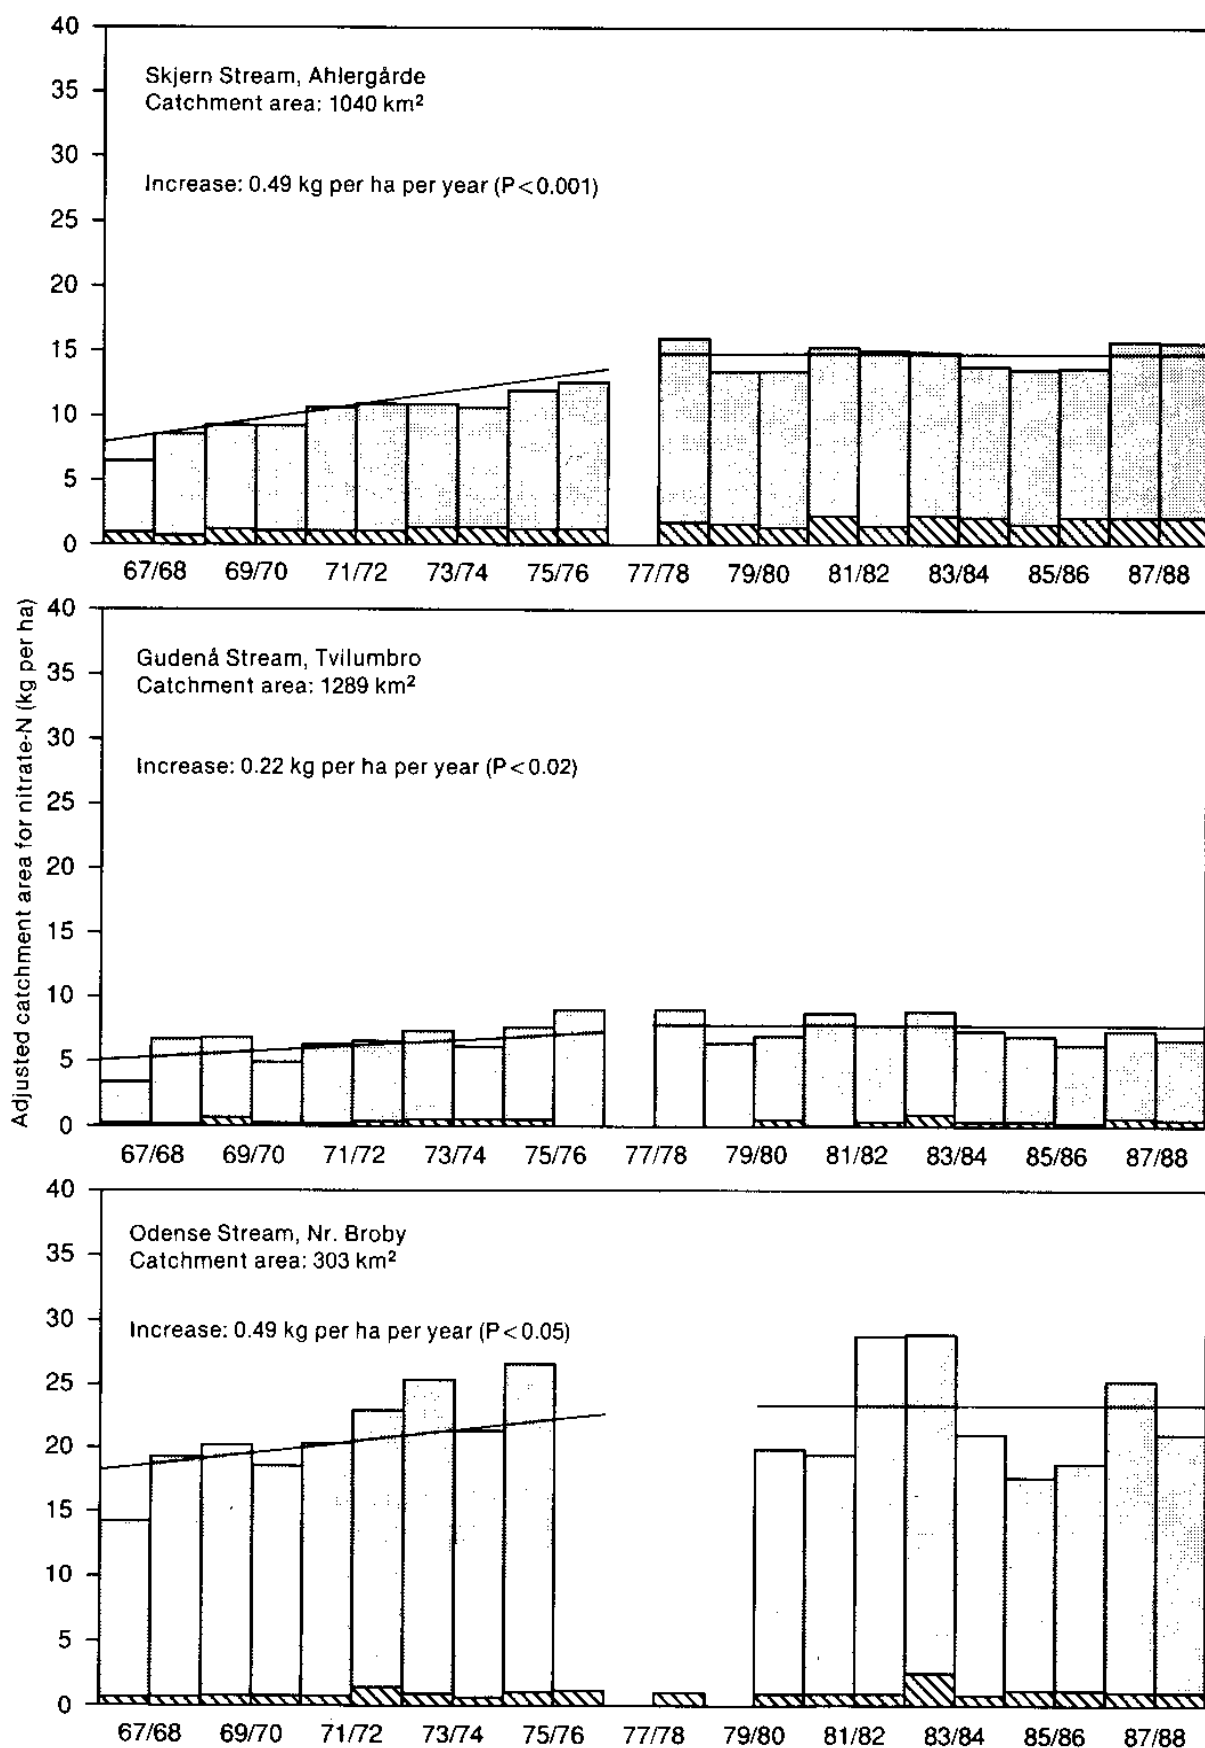 40
Skjern Stream, Ahlergårde
35
Catchment area: 1040 km²
30
Increase: 0.49 kg per ha per year (P<0.001)
25
20
15
10
5
0
67/68 69/70 71/72 73/74 75/76 77/78 79/80 81/82 83/84 85/86 87/88
Adjusted catchment area for nitrate-N (kg per ha)
40
Gudenå Stream, Tvilumbro
35
Catchment area: 1289 km²
30
Increase: 0.22 kg per ha per year (P<0.02)
25
20
15
10
5
0
67/68 69/70 71/72 73/74 75/76 77/78 79/80 81/82 83/84 85/86 87/88
40
Odense Stream, Nr. Broby
35
Catchment area: 303 km²
30
Increase: 0.49 kg per ha per year (P<0.05)
25
20
15
10
5
0
67/68 69/70 71/72 73/74 75/76 77/78 79/80 81/82 83/84 85/86 87/88